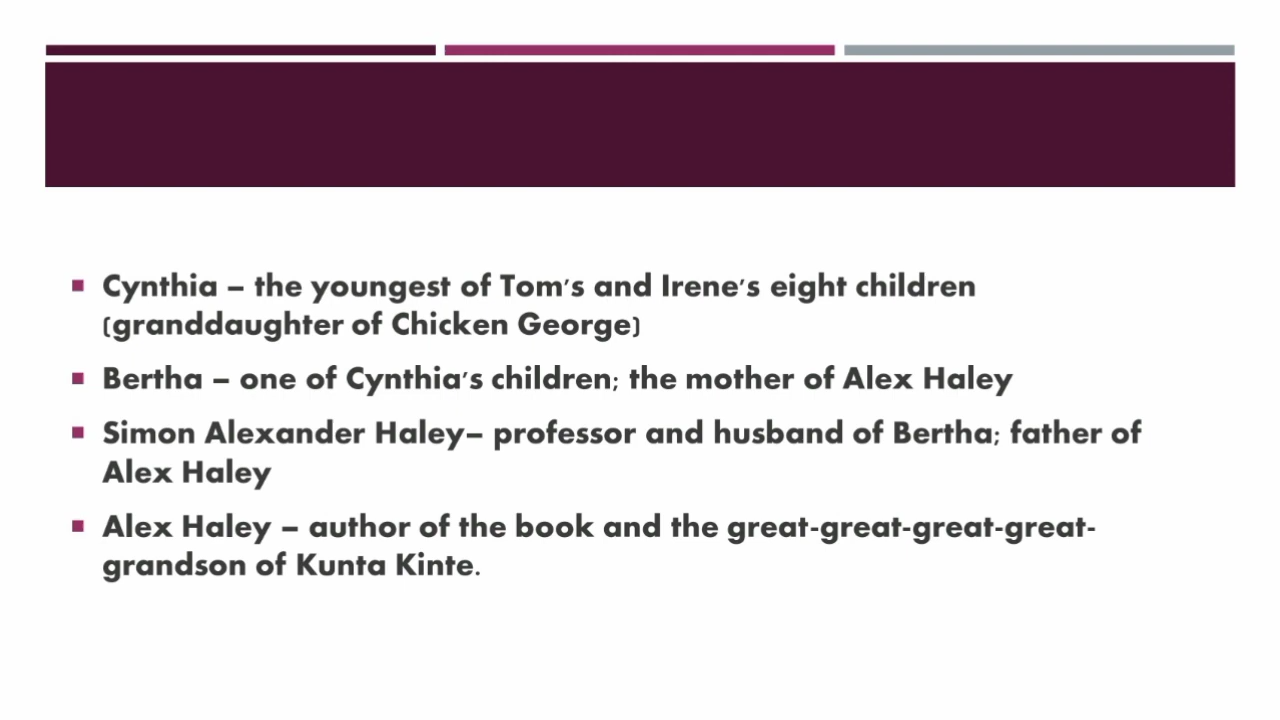 Cynthia – the youngest of Tom's and Irene's eight children
(granddaughter of Chicken George)
Bertha – one of Cynthia's children; the mother of Alex Haley
Simon Alexander Haley– professor and husband of Bertha; father of
Alex Haley
Alex Haley – author of the book and the great-great-great-great-
grandson of Kunta Kinte.